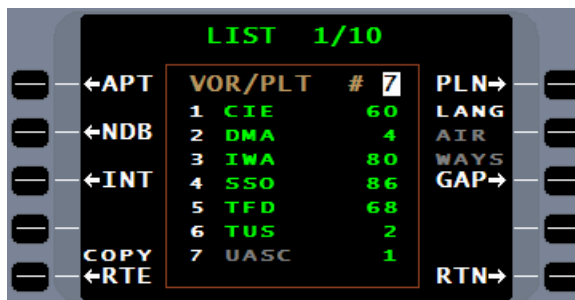 LIST 1/10
←APT VOR/PLT # 7 PLN→
1 CIE 60 LANG
←NDB 2 DMA 4 AIR
3 IWA 80 WAYS
←INT 4 SSO 86 GAP→
5 TFD 68
6 TUS 2
COPY 7 UASC 1
←RTE RTN→